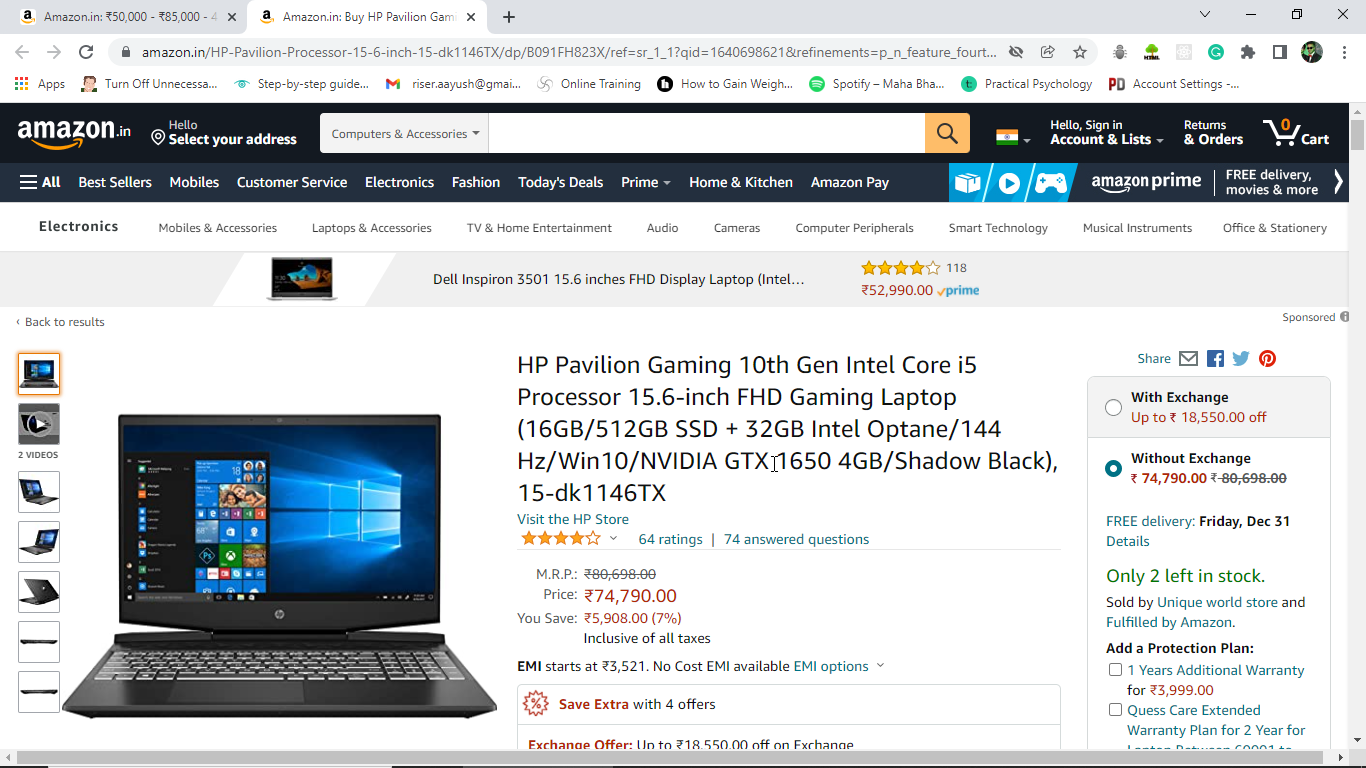 Amazon.in: ₹50,000 - ₹85,000 - 4
Amazon.in: Buy HP Pavilion Gami
amazon.in/HP-Pavilion-Processor-15-6-inch-15-dk1146TX/dp/B091FH823X/ref=sr_1_1?qid=1640698621&refinements=p_n_feature_fourt...
Apps
Turn Off Unnecessa...
Step-by-step guide...
riser.aayush@gmai...
Online Training
How to Gain Weigh...
Spotify – Maha Bha...
Practical Psychology
PD Account Settings -...
amazon.in
Hello
Select your address
Computers & Accessories
Hello, Sign in
Account & Lists
Returns
& Orders
0
Cart
All
Best Sellers
Mobiles
Customer Service
Electronics
Fashion
Today's Deals
Prime
Home & Kitchen
Amazon Pay
amazon prime
FREE delivery,
movies & more
Electronics
Mobiles & Accessories
Laptops & Accessories
TV & Home Entertainment
Audio
Cameras
Computer Peripherals
Smart Technology
Musical Instruments
Office & Stationery
Dell Inspiron 3501 15.6 inches FHD Display Laptop (Intel...
118
₹52,990.00 prime
Sponsored
‹ Back to results
2 VIDEOS
HP Pavilion Gaming 10th Gen Intel Core i5
Processor 15.6-inch FHD Gaming Laptop
(16GB/512GB SSD + 32GB Intel Optane/144
Hz/Win10/NVIDIA GTX 1650 4GB/Shadow Black),
15-dk1146TX
Visit the HP Store
64 ratings | 74 answered questions
M.R.P.: ₹80,698.00
Price: ₹74,790.00
You Save: ₹5,908.00 (7%)
Inclusive of all taxes
EMI starts at ₹3,521. No Cost EMI available EMI options
Save Extra with 4 offers
Exchange Offer: Up to ₹18,550.00 off on Exchange
Share
With Exchange
Up to ₹ 18,550.00 off
Without Exchange
₹ 74,790.00 ₹ 80,698.00
FREE delivery: Friday, Dec 31
Details
Only 2 left in stock.
Sold by Unique world store and
Fulfilled by Amazon.
Add a Protection Plan:
1 Years Additional Warranty
for ₹3,999.00
Quess Care Extended
Warranty Plan for 2 Year for
Laptop Between 60001 to